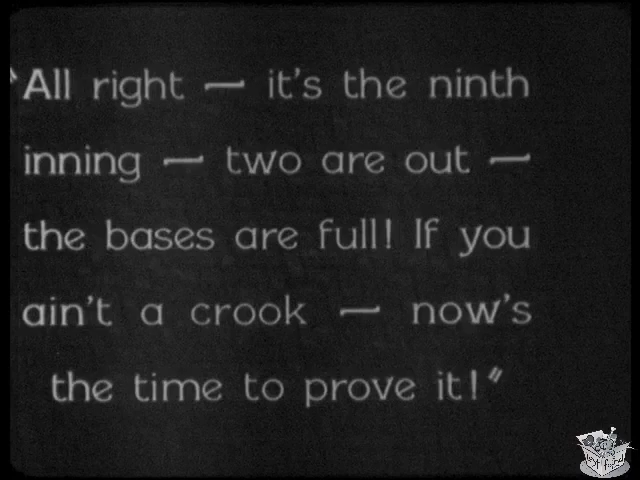 "All right — it's the ninth
inning — two are out —
the bases are full! If you
ain't a crook — now's
the time to prove it!"